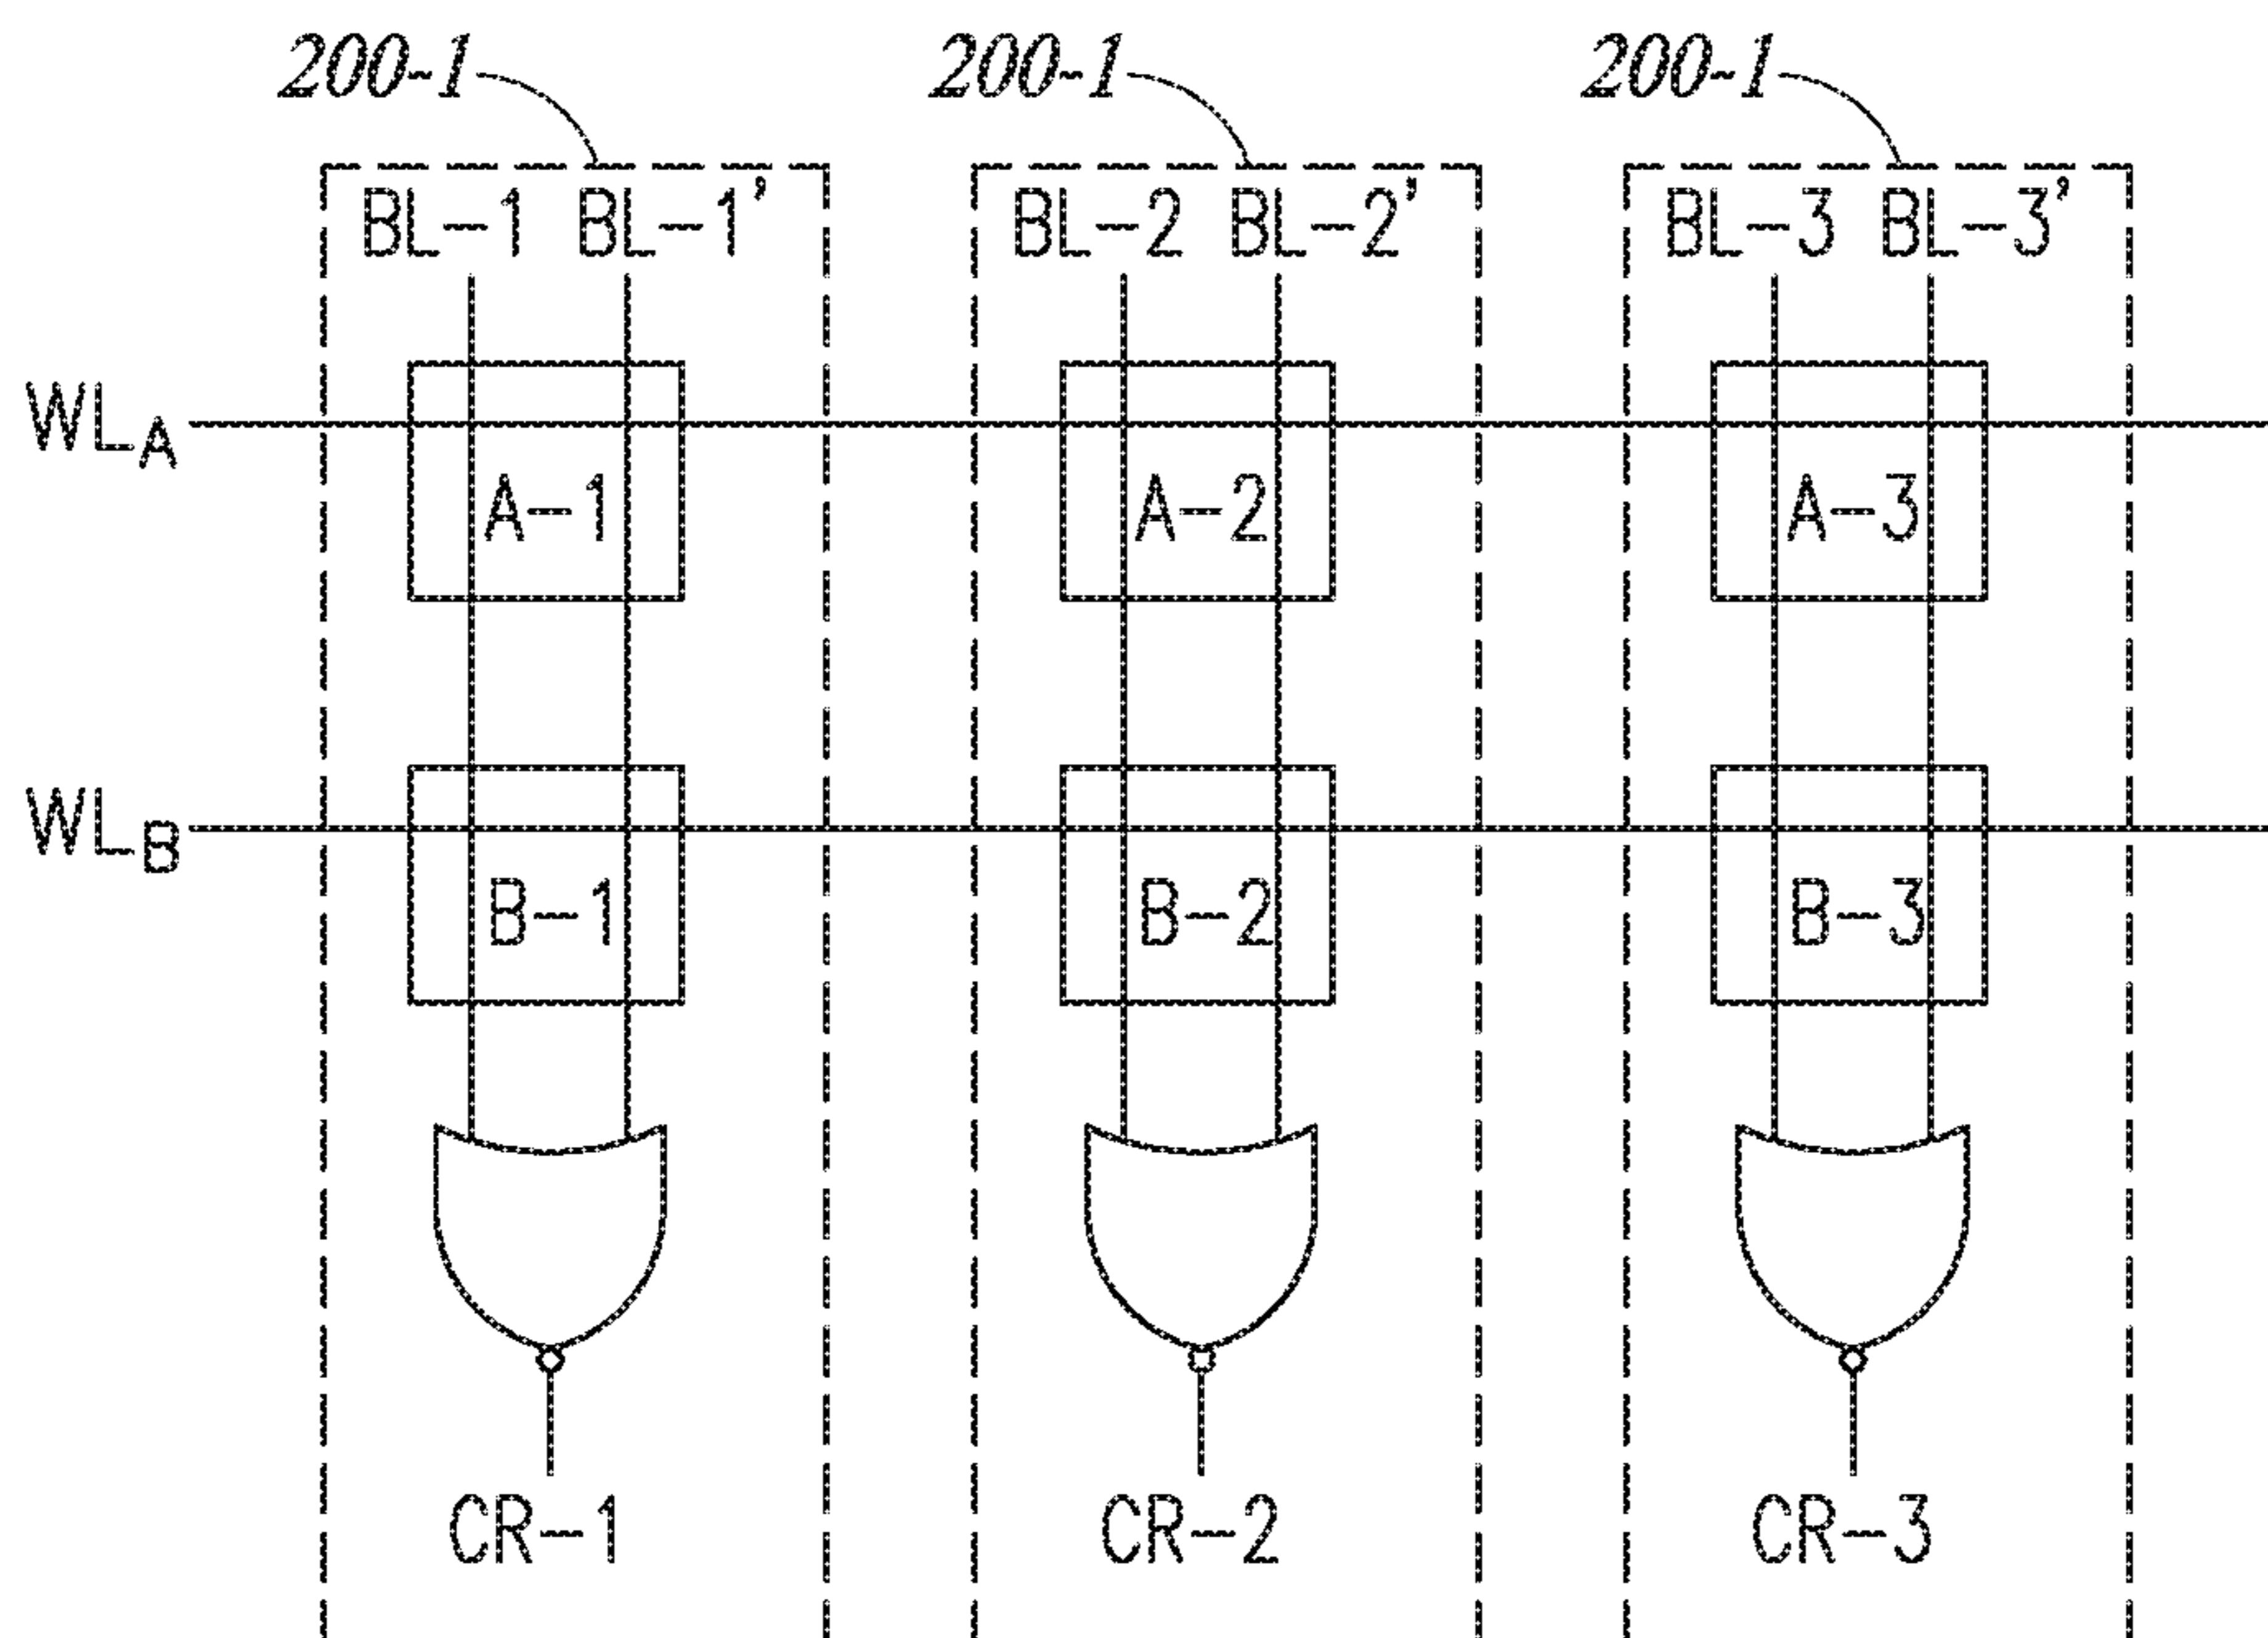 200-1 200-1 200-1
BL-1 BL-1' BL-2 BL-2' BL-3 BL-3'
WLA
A-1 A-2 A-3
WLB
B-1 B-2 B-3
CR-1 CR-2 CR-3